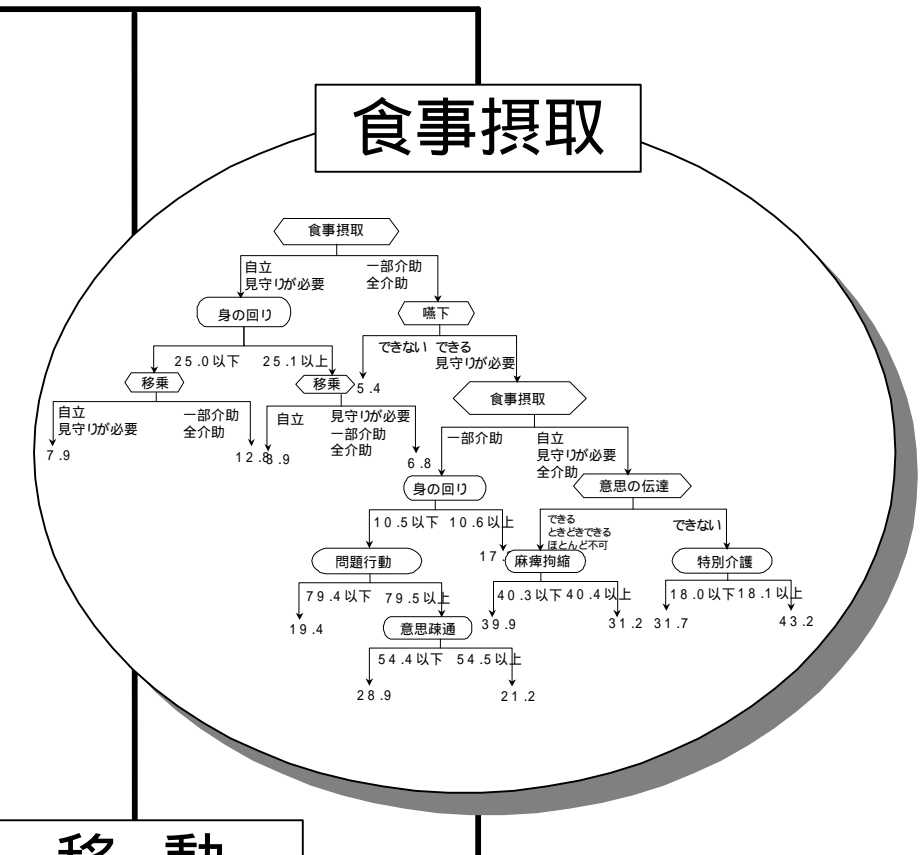 食事摂取
食事摂取
自立
見守りが必要
一部介助
全介助
身の回り
嚥下
25.0以下
25.1以上
できない
できる
見守りが必要
移乗
移乗
5.4
食事摂取
自立
見守りが必要
一部介助
全介助
自立
見守りが必要
一部介助
全介助
一部介助
自立
見守りが必要
全介助
7.9
12.8
3.9
6.8
身の回り
意思の伝達
10.5以下
10.6以上
できる
ときどきできる
ほとんど不可
できない
問題行動
17.
麻痺拘縮
特別介護
79.4以下
79.5以上
40.3以下
40.4以上
18.0以下
18.1以上
19.4
意思疎通
39.9
31.2
31.7
43.2
54.4以下
54.5以上
28.9
21.2